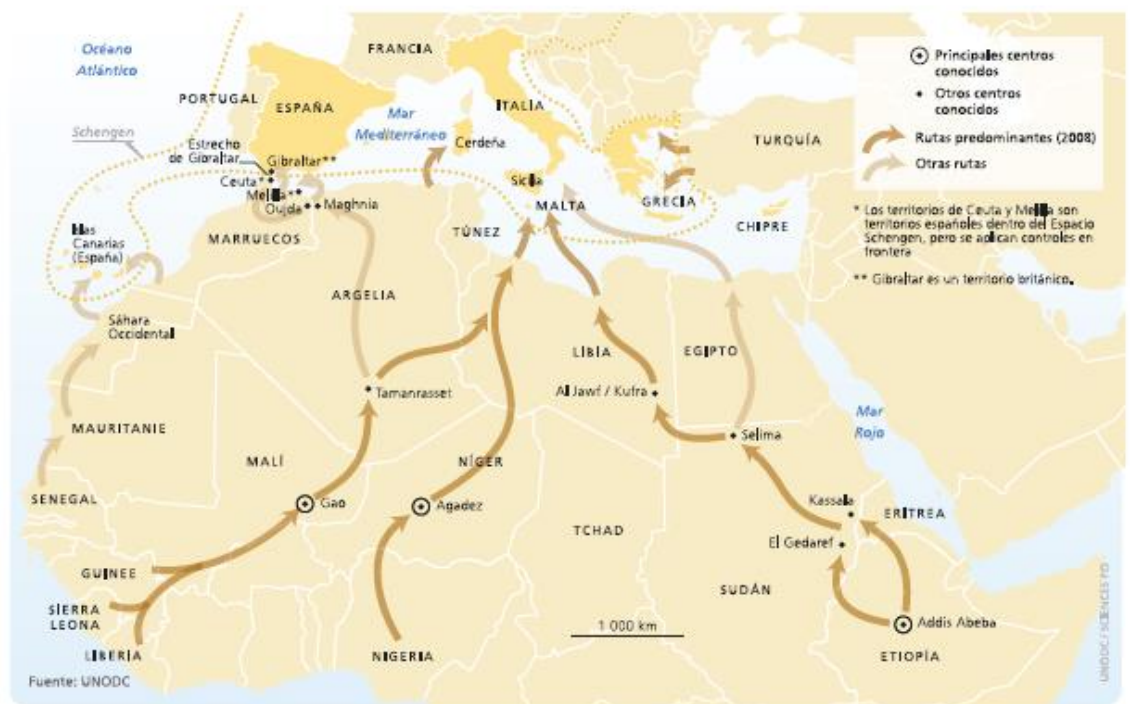 Océano
Atlántico
FRANCIA
PORTUGAL
ESPAÑA
ITALIA
Mar
Mediterráneo
Cerdeña
TURQUÍA
Schengen
Estrecho
de Gibraltar
Gibraltar**
Ceuta*
Melilla**
Oujda
Maghnia
Sicilia
MALTA
GRECIA
CHIPRE
Islas
Canarias
(España)
MARRUECOS
TÚNEZ
ARGELIA
Sáhara
Occidental
LÍBIA
EGIPTO
Tamanrasset
Al Jawf / Kufra
Mar
Rojo
MAURITANIE
Selima
MALÍ
NÍGER
SENEGAL
Gao
Agadez
Kassala
ERITREA
TCHAD
El Gedaref
GUINEE
SUDÁN
SIERRA
LEONA
1 000 km
Addis Abeba
LIBERIA
NIGERIA
ETIOPÍA
Fuente: UNODC
Principales centros
conocidos
Otros centros
conocidos
Rutas predominantes (2008)
Otras rutas
* Los territorios de Ceuta y Melilla son
territorios españoles dentro del Espacio
Schengen, pero se aplican controles en
frontera
** Gibraltar es un territorio británico.
UNODC / SCIENCES PO